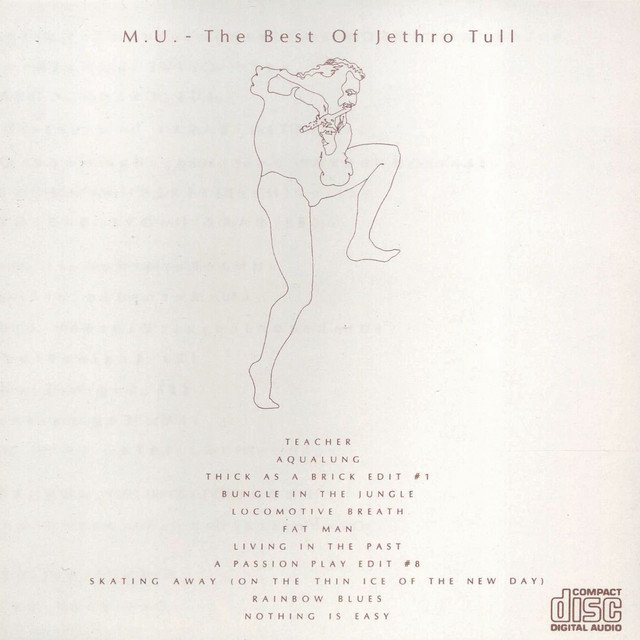 M.U. - The Best Of Jethro Tull
TEACHER
AQUALUNG
THICK AS A BRICK EDIT #1
BUNGLE IN THE JUNGLE
LOCOMOTIVE BREATH
FAT MAN
LIVING IN THE PAST
A PASSION PLAY EDIT #8
SKATING AWAY (ON THE THIN ICE OF THE NEW DAY)
RAINBOW BLUES
NOTHING IS EASY
COMPACT
disc
DIGITAL AUDIO